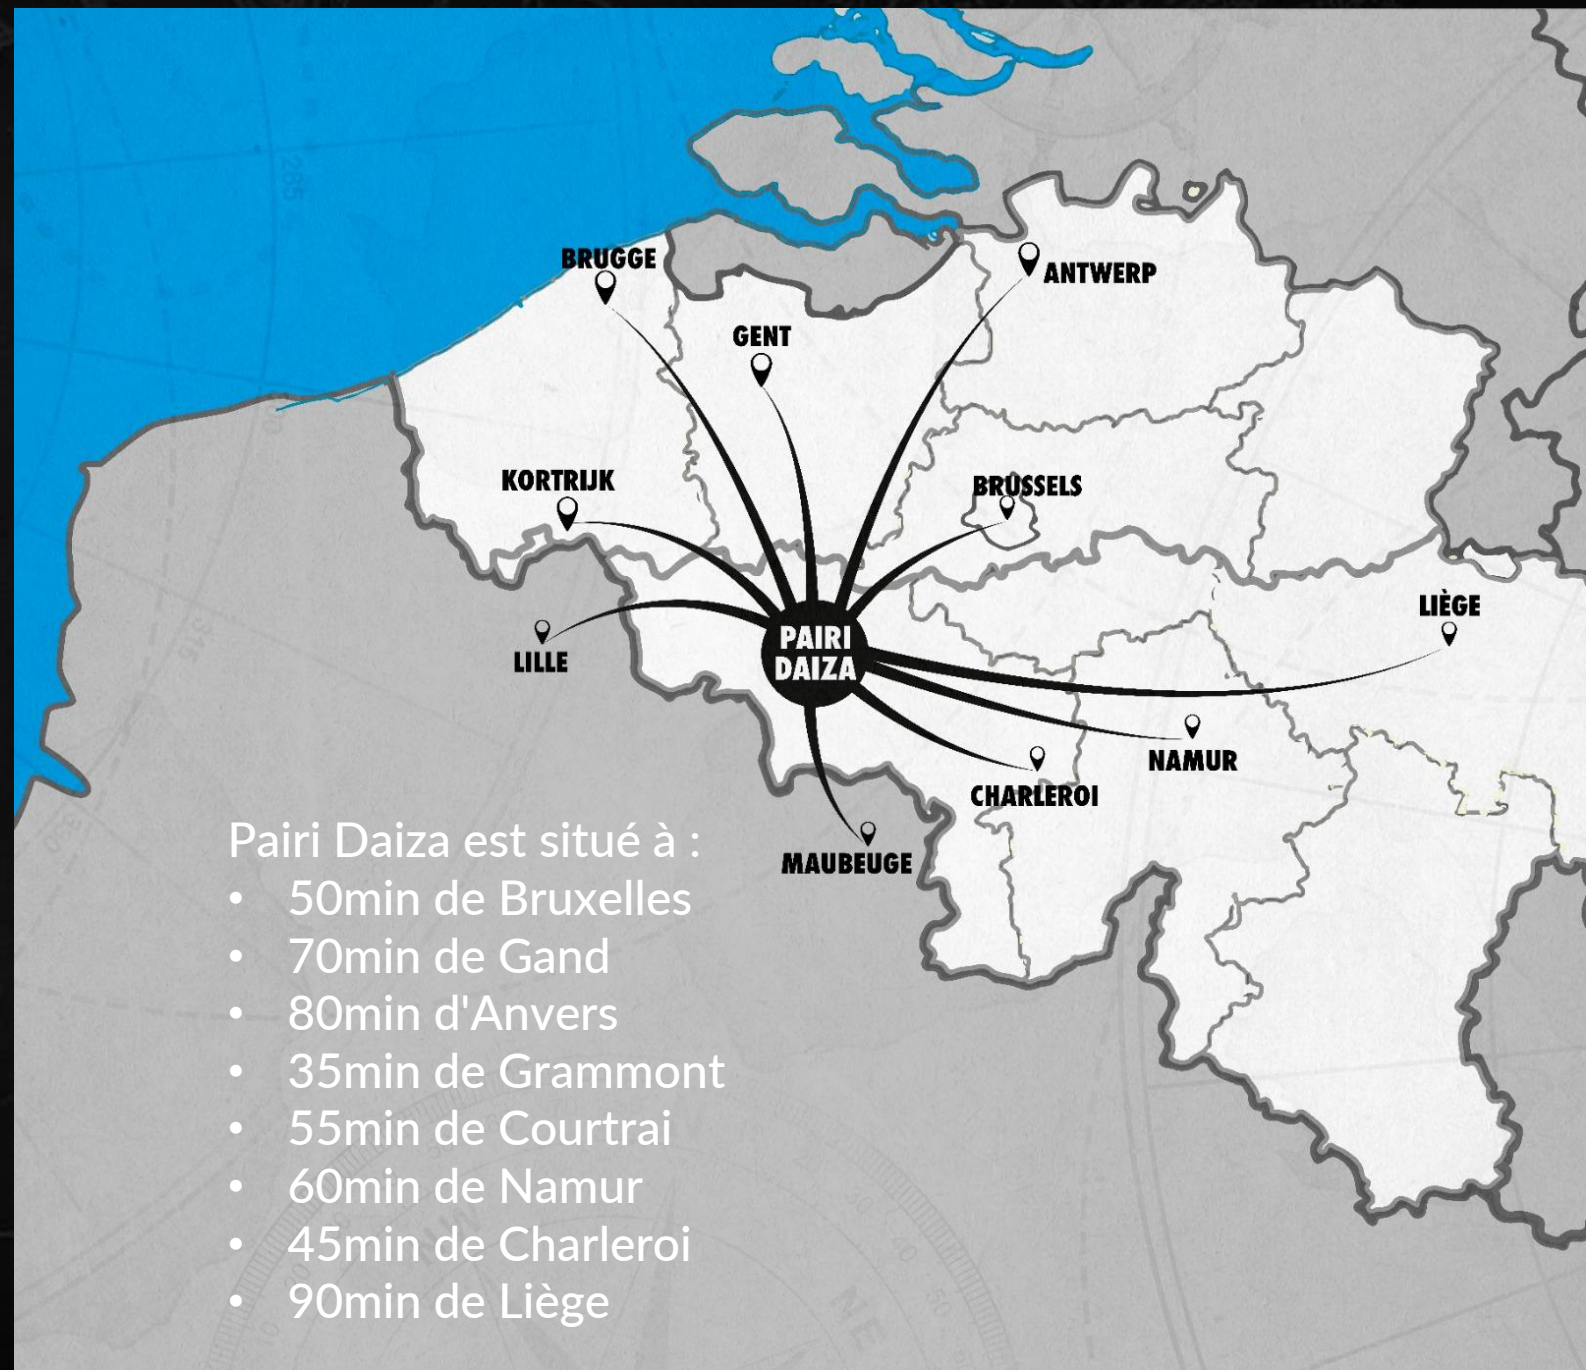 BRUGGE
ANTWERP
GENT
KORTRIJK
BRUSSELS
LIÈGE
PAIRI
DAIZA
LILLE
NAMUR
CHARLEROI
MAUBEUGE
Pairi Daiza est situé à :
• 50min de Bruxelles
• 70min de Gand
• 80min d'Anvers
• 35min de Grammont
• 55min de Courtrai
• 60min de Namur
• 45min de Charleroi
• 90min de Liège
285
315